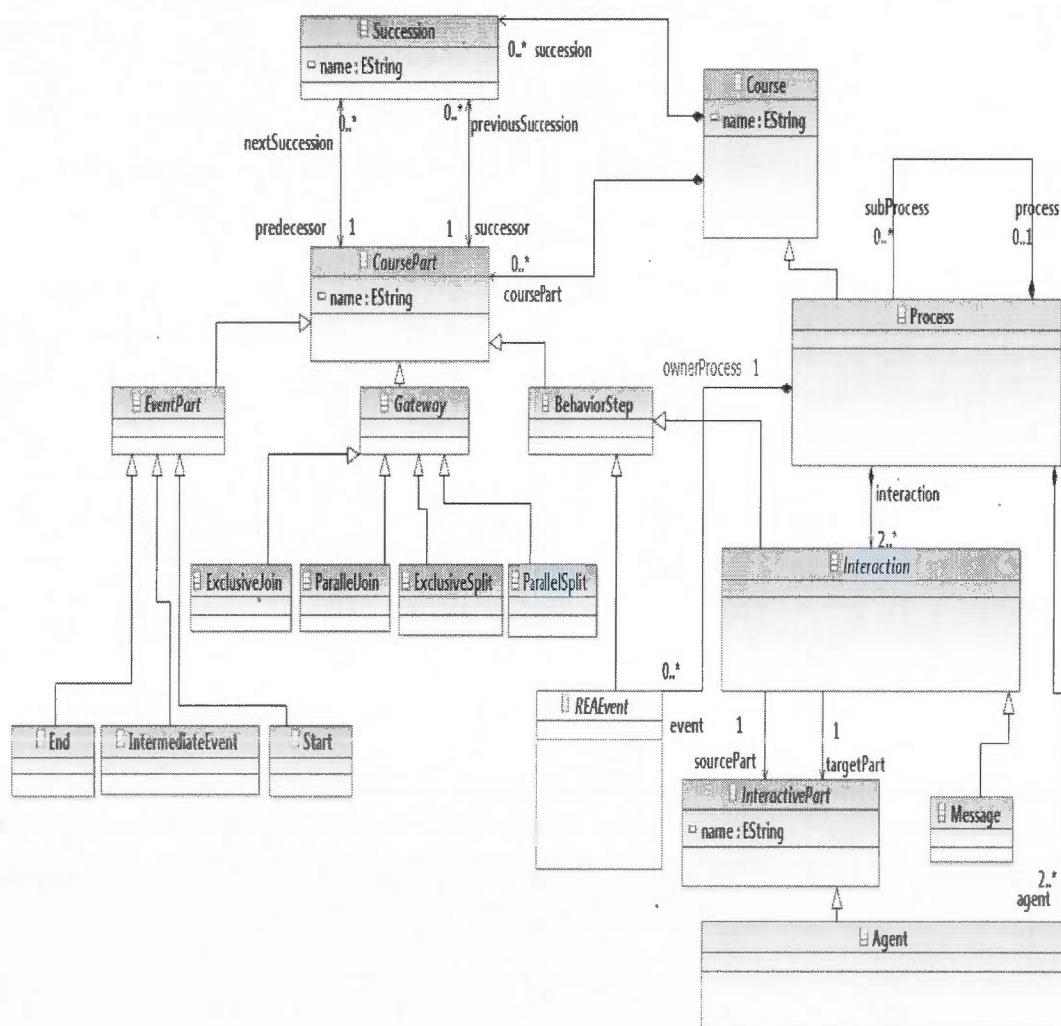 Succession
name : EString
0..* succession
Course
name : EString
0..*
nextSuccession
0..*
previousSuccession
subProcess
0..*
process
0..1
predecessor 1
1 successor
CoursePart
name : EString
0..*
coursePart
Process
ownerProcess 1
EventPart
Gateway
BehaviorStep
interaction
2..*
Interaction
ExclusiveJoin
ParallelJoin
ExclusiveSplit
ParallelSplit
0..*
REAEvent
event
1
sourcePart
1
targetPart
End
IntermediateEvent
Start
InteractivePart
name : EString
Message
2..*
agent
Agent